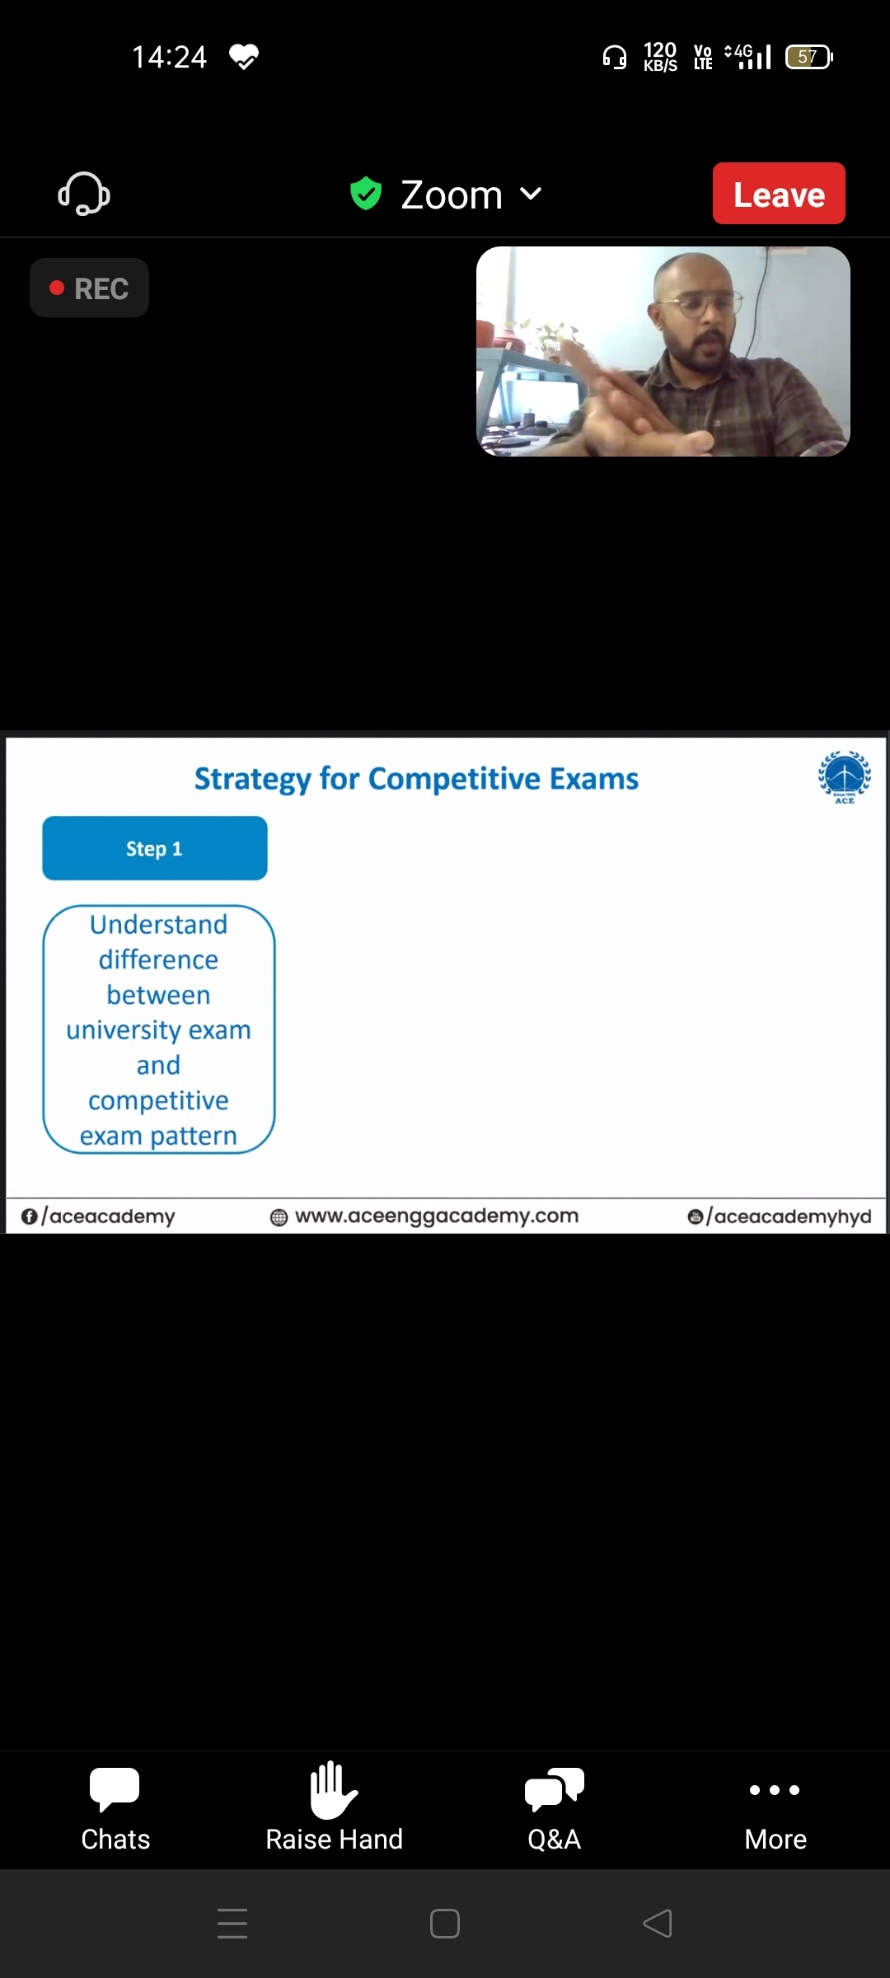 14:24
120
KB/S
Vo
LTE
4G
57
Zoom
Leave
REC
Strategy for Competitive Exams
ACE
Step 1
Understand
difference
between
university exam
and
competitive
exam pattern
/aceacademy
www.aceenggacademy.com
/aceacademyhyd
Chats
Raise Hand
Q&A
More